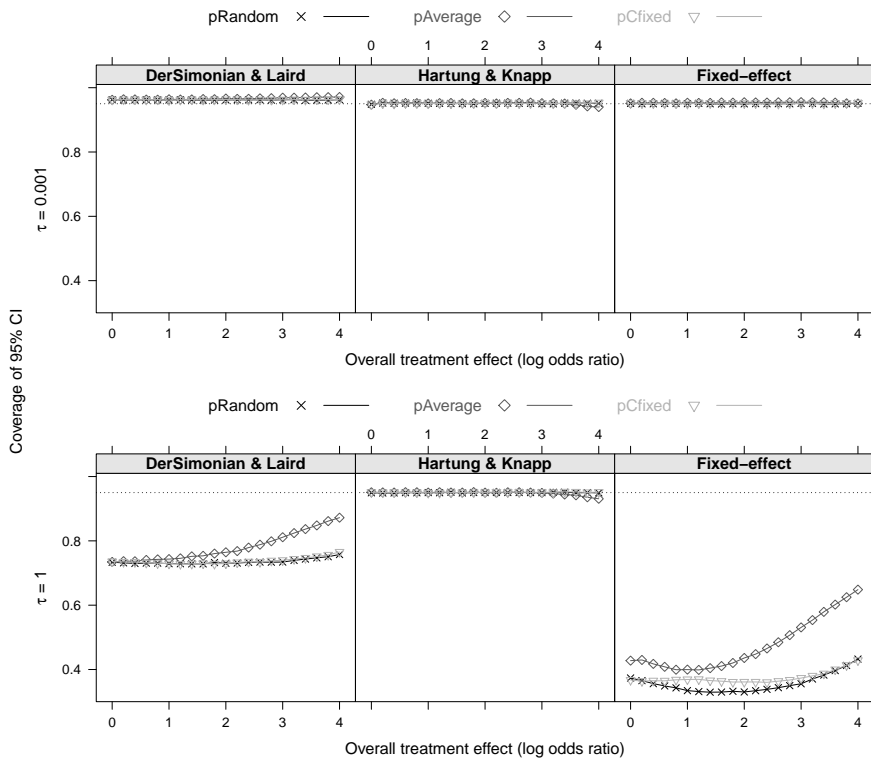 pRandom pAverage pCfixed
0 1 2 3 4
DerSimonian & Laird Hartung & Knapp Fixed−effect
0.8
0.6
0.4
τ = 0.001
0 1 2 3 4 0 1 2 3 4
Overall treatment effect (log odds ratio)
Coverage of 95% CI
pRandom pAverage pCfixed
0 1 2 3 4
DerSimonian & Laird Hartung & Knapp Fixed−effect
0.8
0.6
0.4
τ = 1
0 1 2 3 4 0 1 2 3 4
Overall treatment effect (log odds ratio)